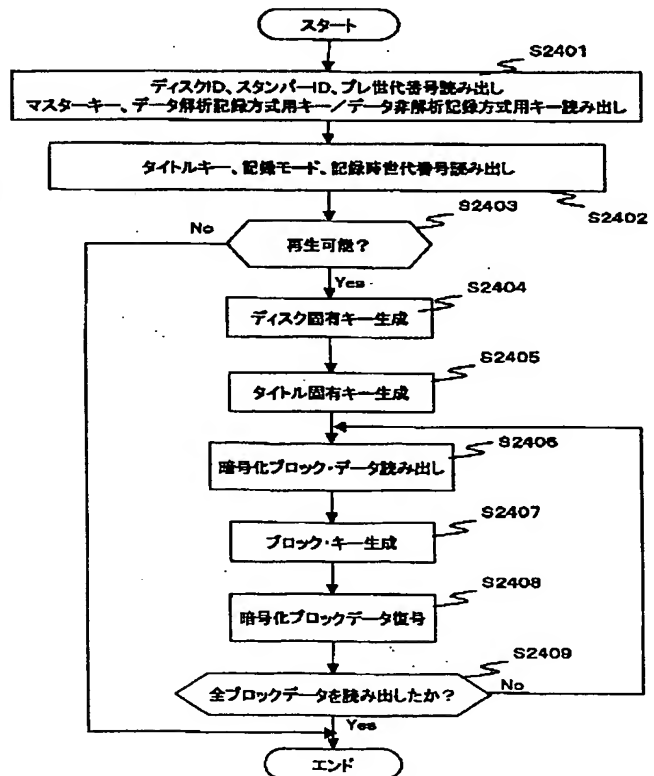 スタート
S2401
ディスクID、スタンパーID、プレ世代番号読み出し
マスターキー、データ解析記録方式用キー/データ非解析記録方式用キー読み出し
タイトルキー、記録モード、記録時世代番号読み出し
S2402
S2403
No
再生可能?
Yes
S2404
ディスク固有キー生成
S2405
タイトル固有キー生成
S2406
暗号化ブロック・データ読み出し
S2407
ブロック・キー生成
S2408
暗号化ブロックデータ復号
S2409
全ブロックデータを読み出したか?
No
Yes
エンド